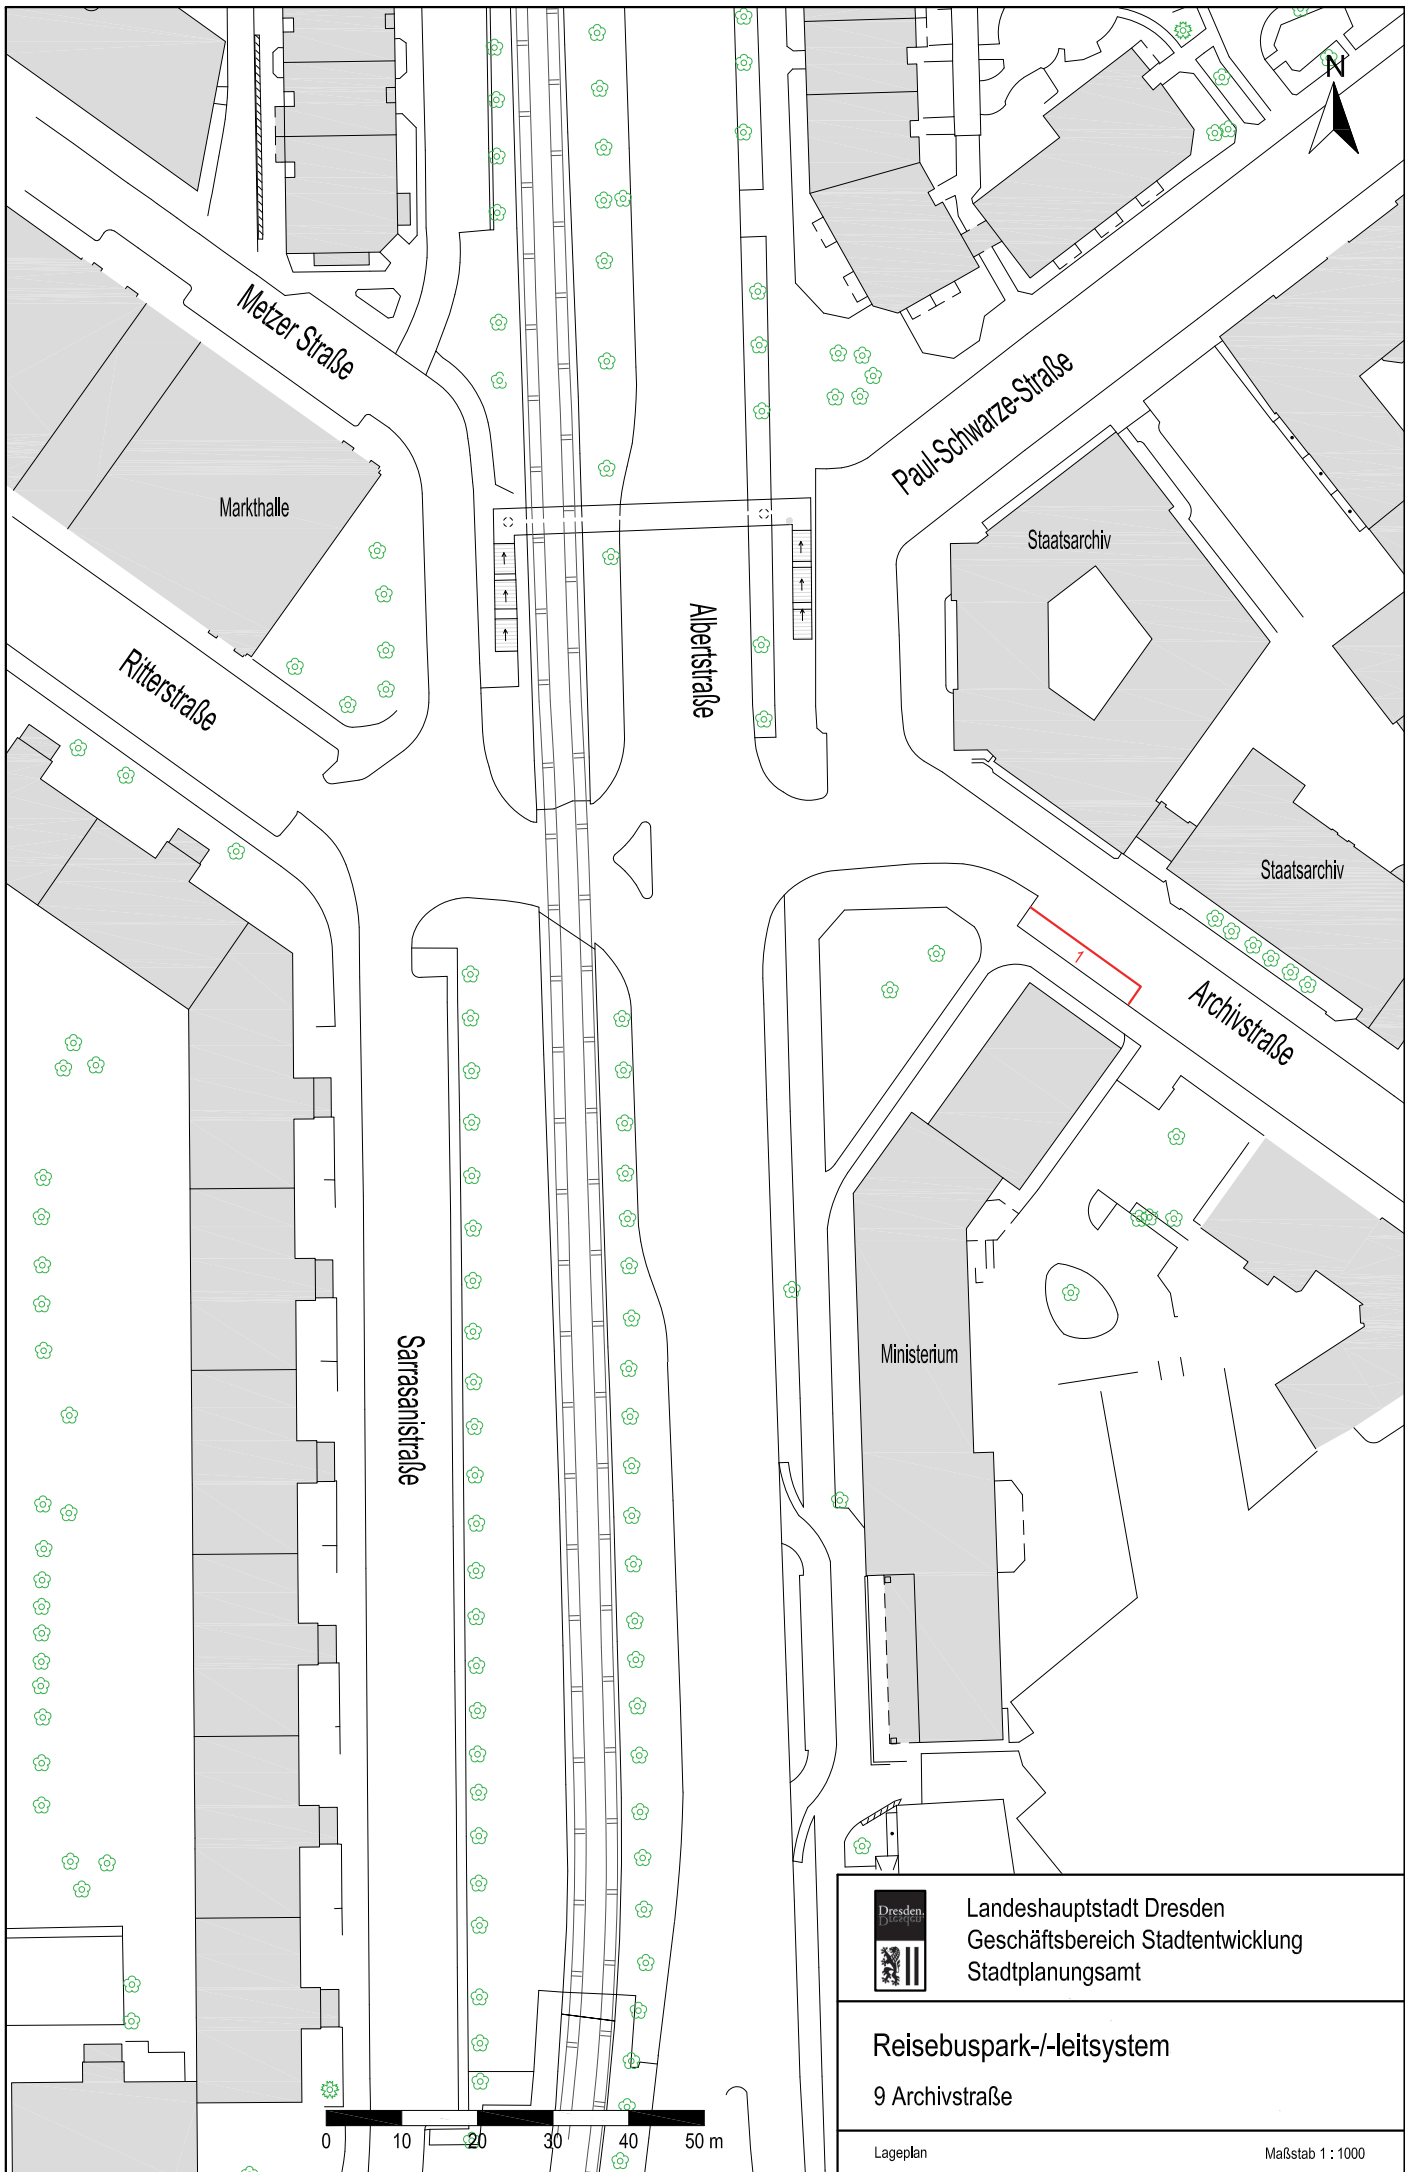 N
Metzer Straße
Paul-Schwarze-Straße
Markthalle
Staatsarchiv
Albertstraße
Ritterstraße
Staatsarchiv
1
Archivstraße
Sarrasanistraße
Ministerium
Dresden.
Landeshauptstadt Dresden
Geschäftsbereich Stadtentwicklung
Stadtplanungsamt
Reisebuspark-/-leitsystem
9 Archivstraße
0 10 20 30 40 50 m
Lageplan Maßstab 1 : 1000